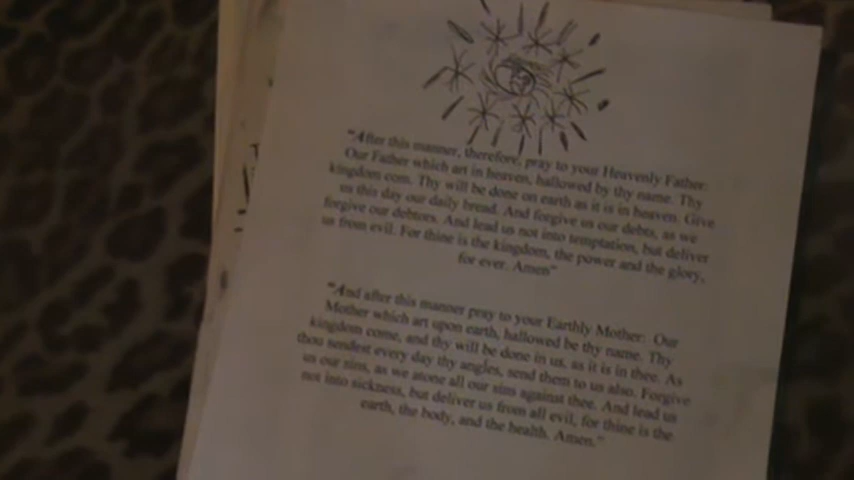 "After this manner, therefore, pray to your Heavenly Father:
Our Father which art in heaven, hallowed by thy name. Thy
kingdom com. Thy will be done on earth as it is in heaven. Give
us this day our daily bread. And forgive us our debts, as we
forgive our debtors. And lead us not into temptation, but deliver
us from evil. For thine is the kingdom, the power and the glory,
for ever. Amen"
"And after this manner pray to your Earthly Mother: Our
Mother which art upon earth, hallowed be thy name. Thy
kingdom come, and thy will be done in us, as it is in thee. As
thou sendest every day thy angles, send them to us also. Forgive
us our sins, as we atone all our sins against thee. And lead us
not into sickness, but deliver us from all evil, for thine is the
earth, the body, and the health. Amen."